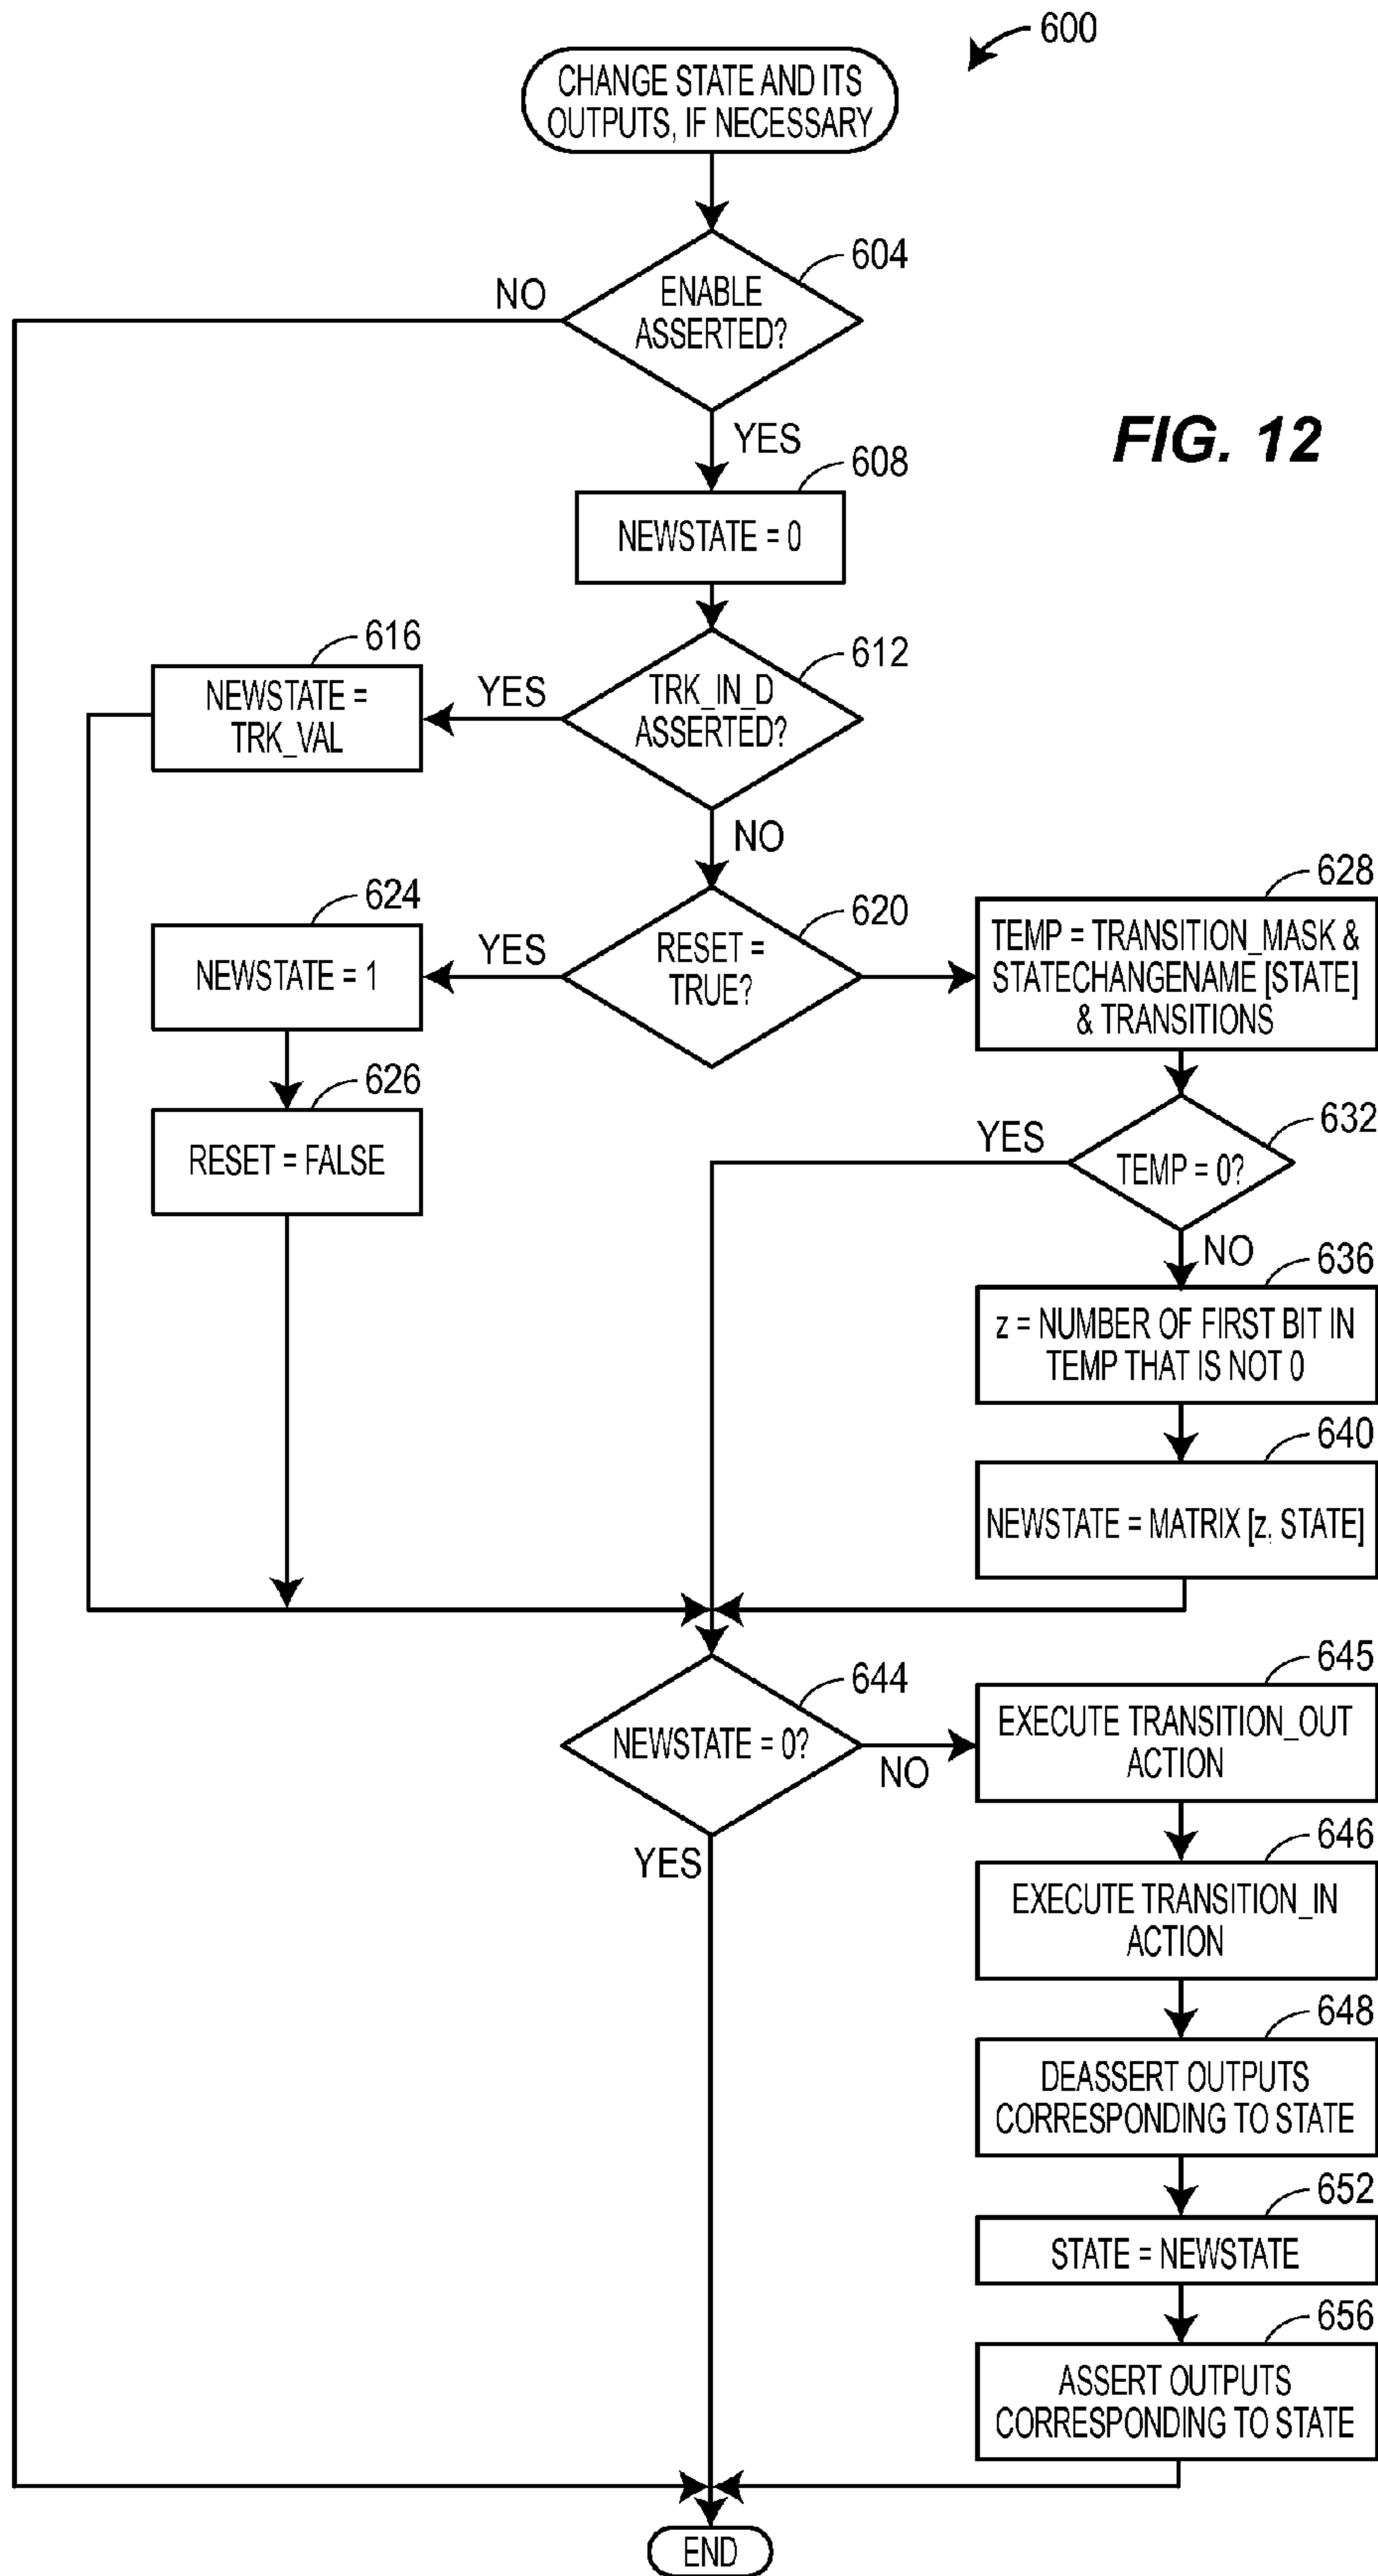 600
CHANGE STATE AND ITS
OUTPUTS, IF NECESSARY
604
ENABLE
ASSERTED?
NO
YES
FIG. 12
608
NEWSTATE = 0
612
TRK_IN_D
ASSERTED?
YES
616
NEWSTATE =
TRK_VAL
NO
620
RESET =
TRUE?
YES
624
NEWSTATE = 1
626
RESET = FALSE
628
TEMP = TRANSITION_MASK &
STATECHANGENAME [STATE]
& TRANSITIONS
632
TEMP = 0?
YES
NO
636
z = NUMBER OF FIRST BIT IN
TEMP THAT IS NOT 0
640
NEWSTATE = MATRIX [z, STATE]
644
NEWSTATE = 0?
NO
YES
645
EXECUTE TRANSITION_OUT
ACTION
646
EXECUTE TRANSITION_IN
ACTION
648
DEASSERT OUTPUTS
CORRESPONDING TO STATE
652
STATE = NEWSTATE
656
ASSERT OUTPUTS
CORRESPONDING TO STATE
END